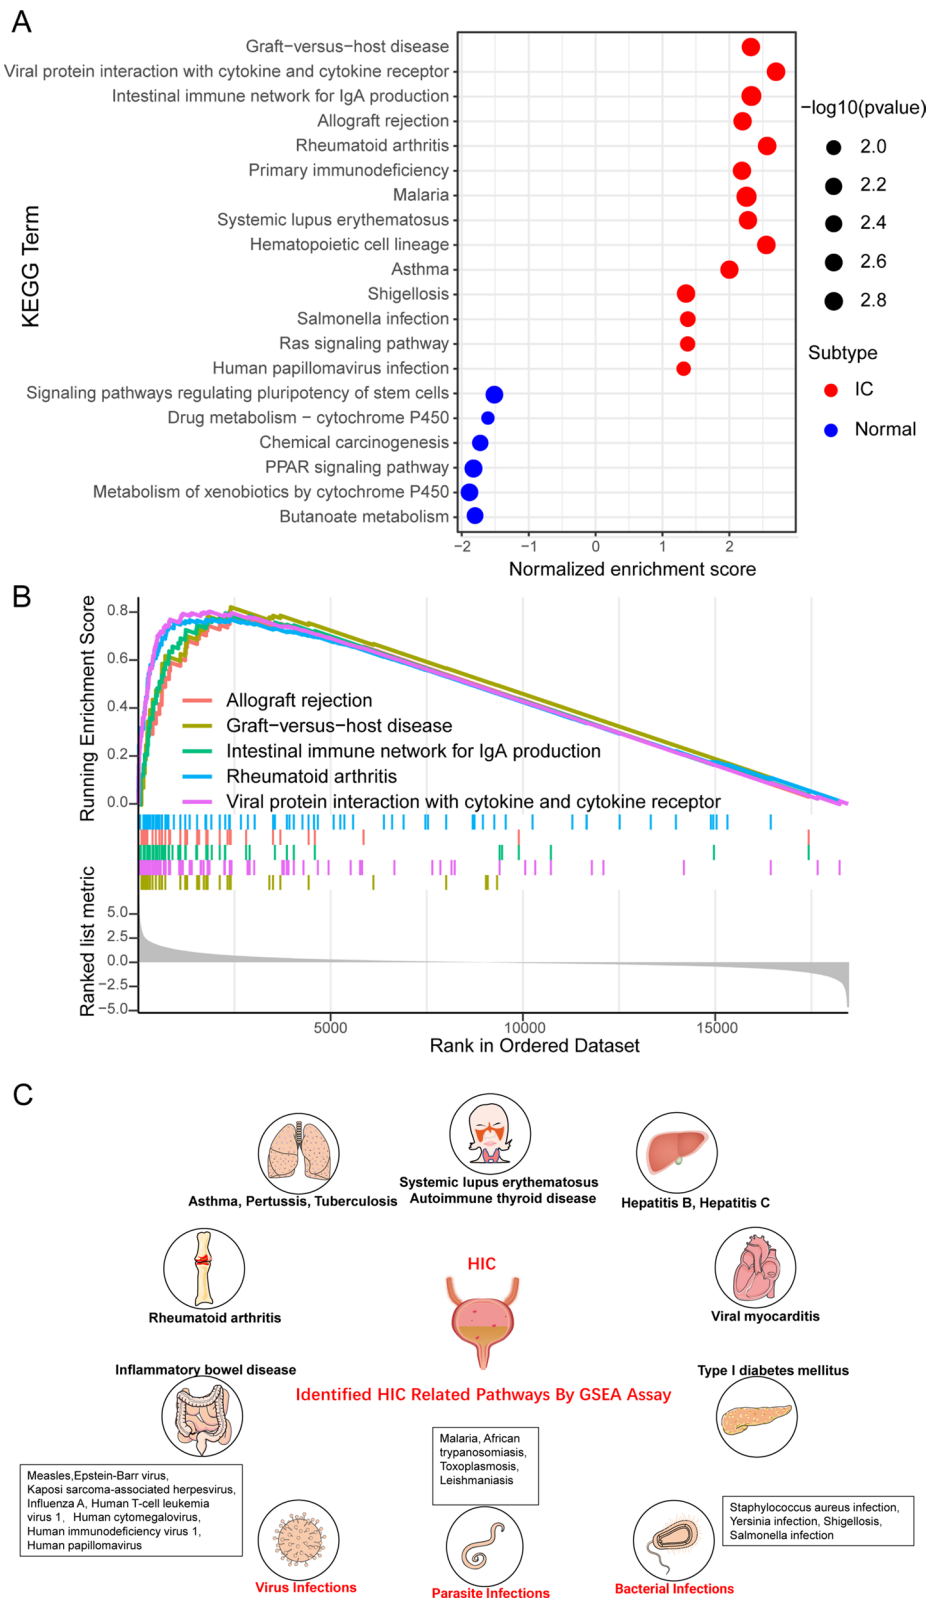 A
Graft−versus−host disease
Viral protein interaction with cytokine and cytokine receptor
Intestinal immune network for IgA production
Allograft rejection
Rheumatoid arthritis
Primary immunodeficiency
Malaria
Systemic lupus erythematosus
Hematopoietic cell lineage
Asthma
Shigellosis
Salmonella infection
Ras signaling pathway
Human papillomavirus infection
Signaling pathways regulating pluripotency of stem cells
Drug metabolism − cytochrome P450
Chemical carcinogenesis
PPAR signaling pathway
Metabolism of xenobiotics by cytochrome P450
Butanoate metabolism
KEGG Term
−2 −1 0 1 2
Normalized enrichment score
−log10(pvalue)
2.0
2.2
2.4
2.6
2.8
Subtype
IC
Normal
B
Running Enrichment Score
0.8
0.6
0.4
0.2
0.0
Allograft rejection
Graft−versus−host disease
Intestinal immune network for IgA production
Rheumatoid arthritis
Viral protein interaction with cytokine and cytokine receptor
Ranked list metric
5.0
2.5
0.0
−2.5
−5.0
5000 10000 15000
Rank in Ordered Dataset
C
Asthma, Pertussis, Tuberculosis
Systemic lupus erythematosus
Autoimmune thyroid disease
Hepatitis B, Hepatitis C
Rheumatoid arthritis
HIC
Viral myocarditis
Inflammatory bowel disease
Type I diabetes mellitus
Identified HIC Related Pathways By GSEA Assay
Measles,Epstein-Barr virus,
Kaposi sarcoma-associated herpesvirus,
Influenza A, Human T-cell leukemia
virus 1, Human cytomegalovirus,
Human immunodeficiency virus 1,
Human papillomavirus
Malaria, African
trypanosomiasis,
Toxoplasmosis,
Leishmaniasis
Staphylococcus aureus infection,
Yersinia infection, Shigellosis,
Salmonella infection
Virus Infections
Parasite Infections
Bacterial Infections